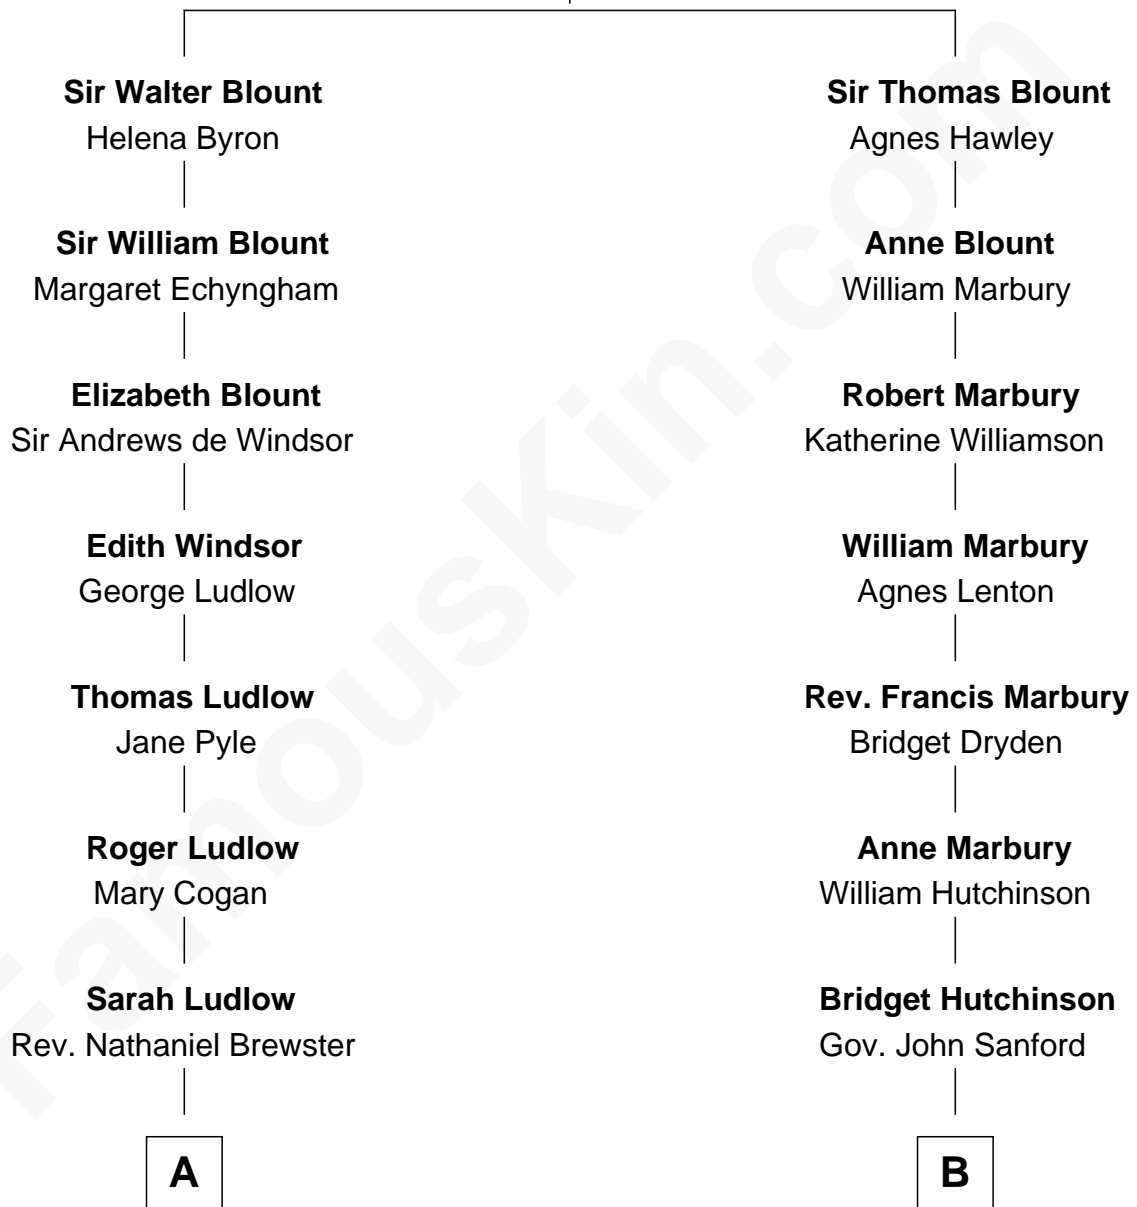 Sir Walter Blount
Helena Byron
Sir William Blount
Margaret Echyngham
Elizabeth Blount
Sir Andrews de Windsor
Edith Windsor
George Ludlow
Thomas Ludlow
Jane Pyle
Roger Ludlow
Mary Cogan
Sarah Ludlow
Rev. Nathaniel Brewster
A
Sir Thomas Blount
Agnes Hawley
Anne Blount
William Marbury
Robert Marbury
Katherine Williamson
William Marbury
Agnes Lenton
Rev. Francis Marbury
Bridget Dryden
Anne Marbury
William Hutchinson
Bridget Hutchinson
Gov. John Sanford
B
FamousKin.com